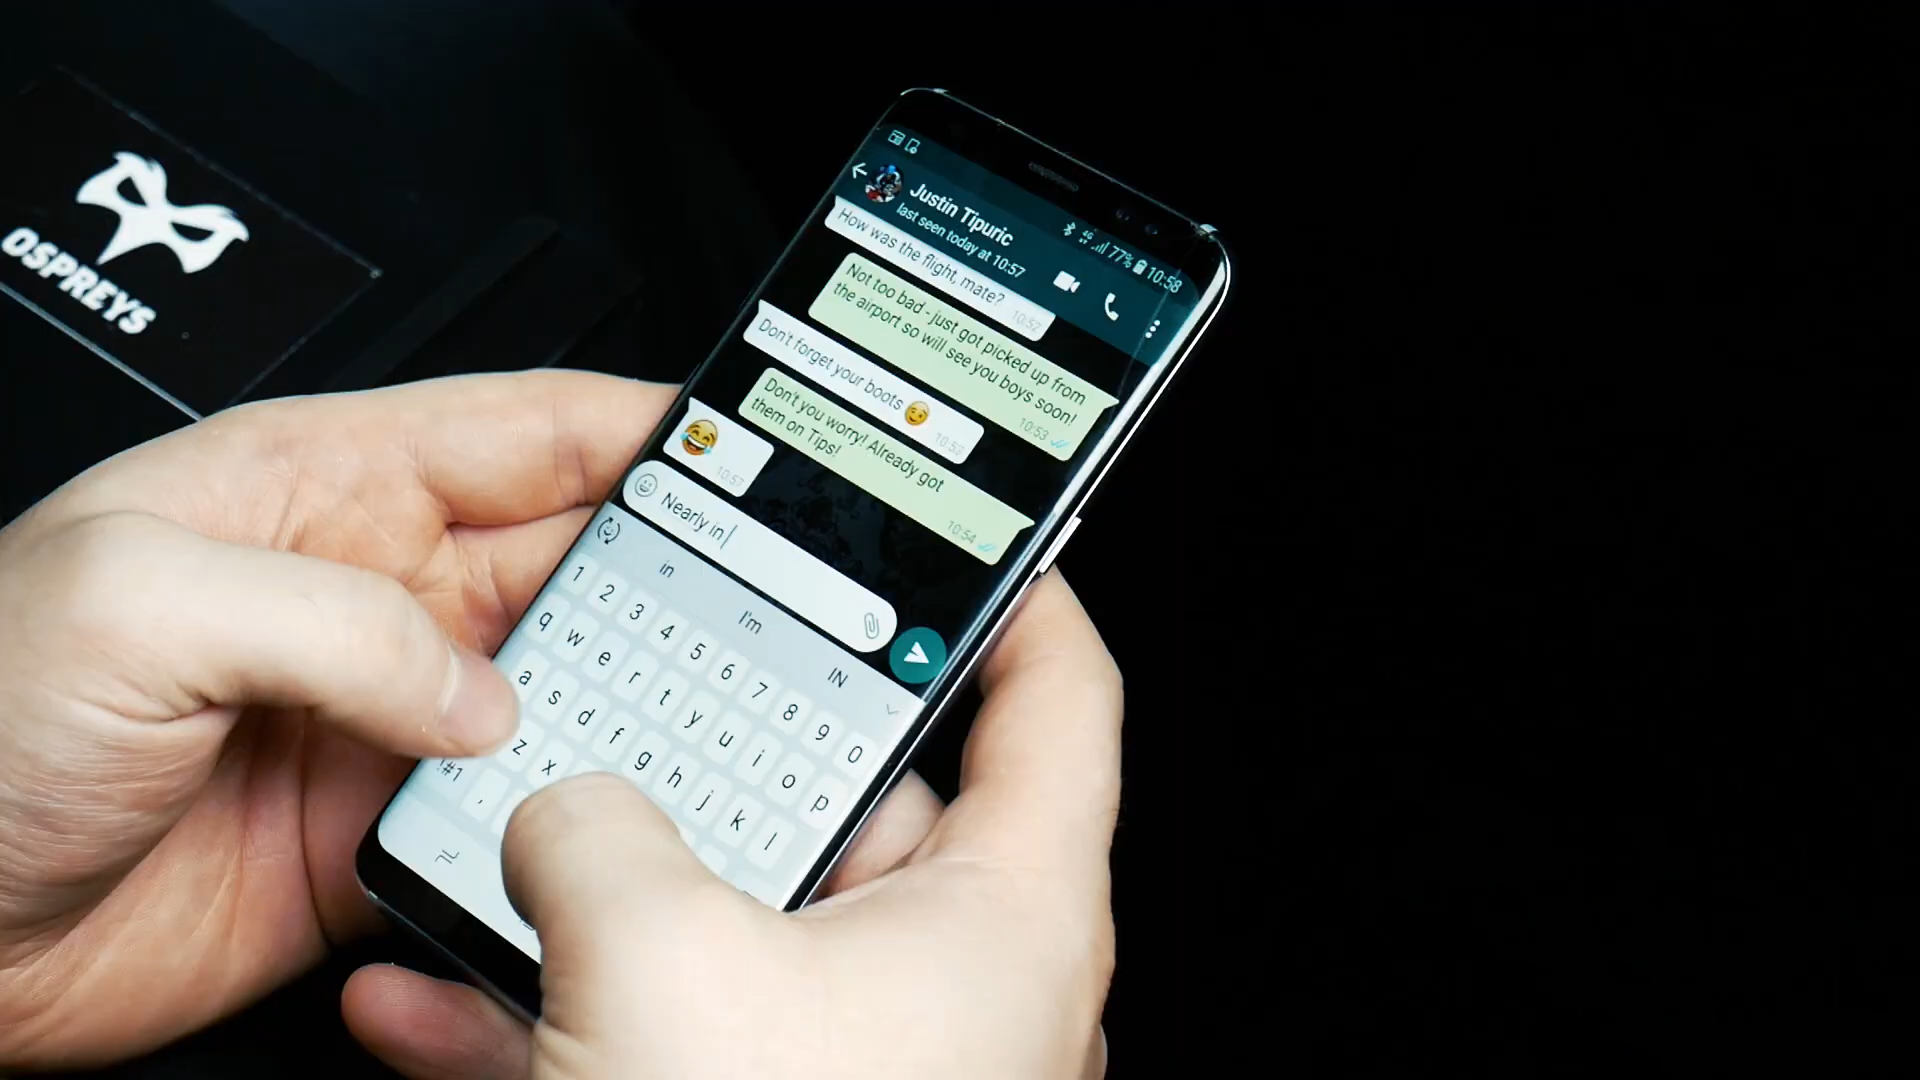 OSPREYS
77% 10:58
4G
Justin Tipuric
last seen today at 10:57
How was the flight, mate?
10:52
Not too bad - just got picked up from
the airport so will see you boys soon!
10:53
Don't forget your boots 😉
10:53
Don't you worry! Already got
them on Tips!
10:54
😂
10:57
Nearly in
in I'm IN
1 2 3 4 5 6 7 8 9 0
q w e r t y u i o p
a s d f g h j k l
z x
!#1 ,